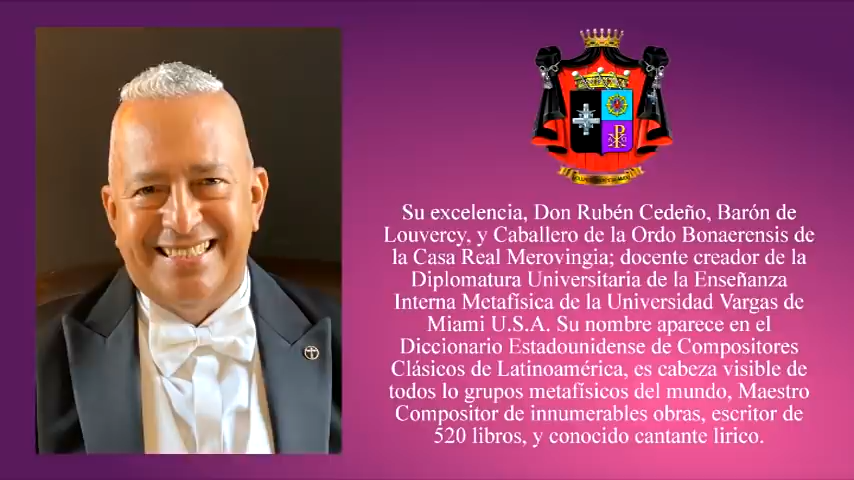 Su excelencia, Don Rubén Cedeño, Barón de
Louvercy, y Caballero de la Ordo Bonaerensis de
la Casa Real Merovingia; docente creador de la
Diplomatura Universitaria de la Enseñanza
Interna Metafísica de la Universidad Vargas de
Miami U.S.A. Su nombre aparece en el
Diccionario Estadounidense de Compositores
Clásicos de Latinoamérica, es cabeza visible de
todos lo grupos metafísicos del mundo, Maestro
Compositor de innumerables obras, escritor de
520 libros, y conocido cantante lirico.